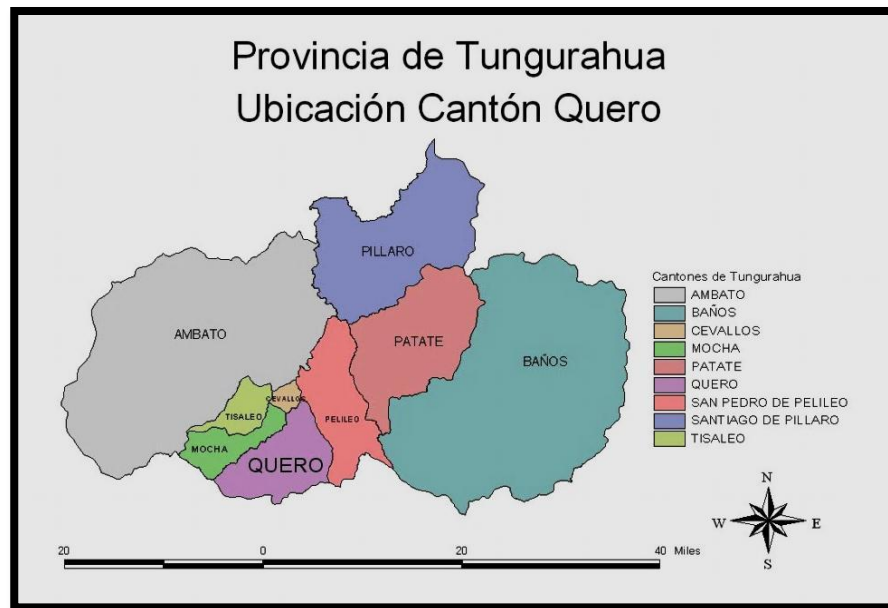 Provincia de Tungurahua
Ubicación Cantón Quero
PILLARO
AMBATO
PATATE
BAÑOS
CEVALLOS
TISALEO
PELILEO
MOCHA
QUERO
Cantones de Tungurahua
AMBATO
BAÑOS
CEVALLOS
MOCHA
PATATE
QUERO
SAN PEDRO DE PELILEO
SANTIAGO DE PILLARO
TISALEO
N
W E
S
20 0 20 40 Miles